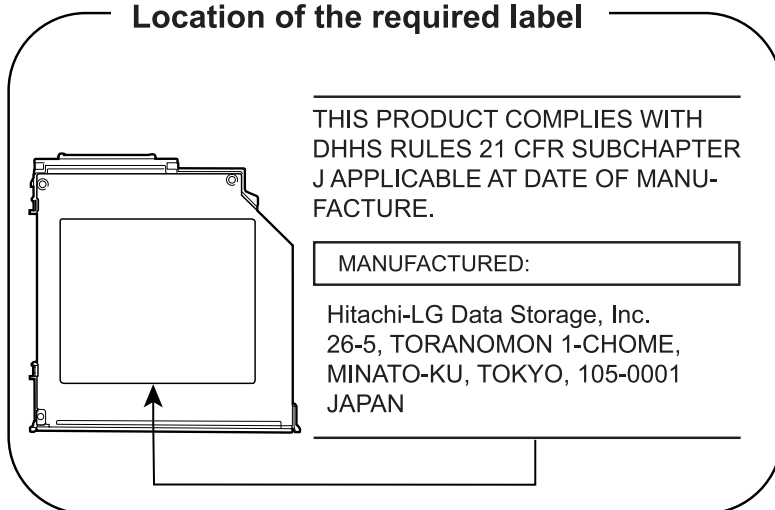 Location of the required label
THIS PRODUCT COMPLIES WITH
DHHS RULES 21 CFR SUBCHAPTER
J APPLICABLE AT DATE OF MANU-
FACTURE.
MANUFACTURED:
Hitachi-LG Data Storage, Inc.
26-5, TORANOMON 1-CHOME,
MINATO-KU, TOKYO, 105-0001
JAPAN